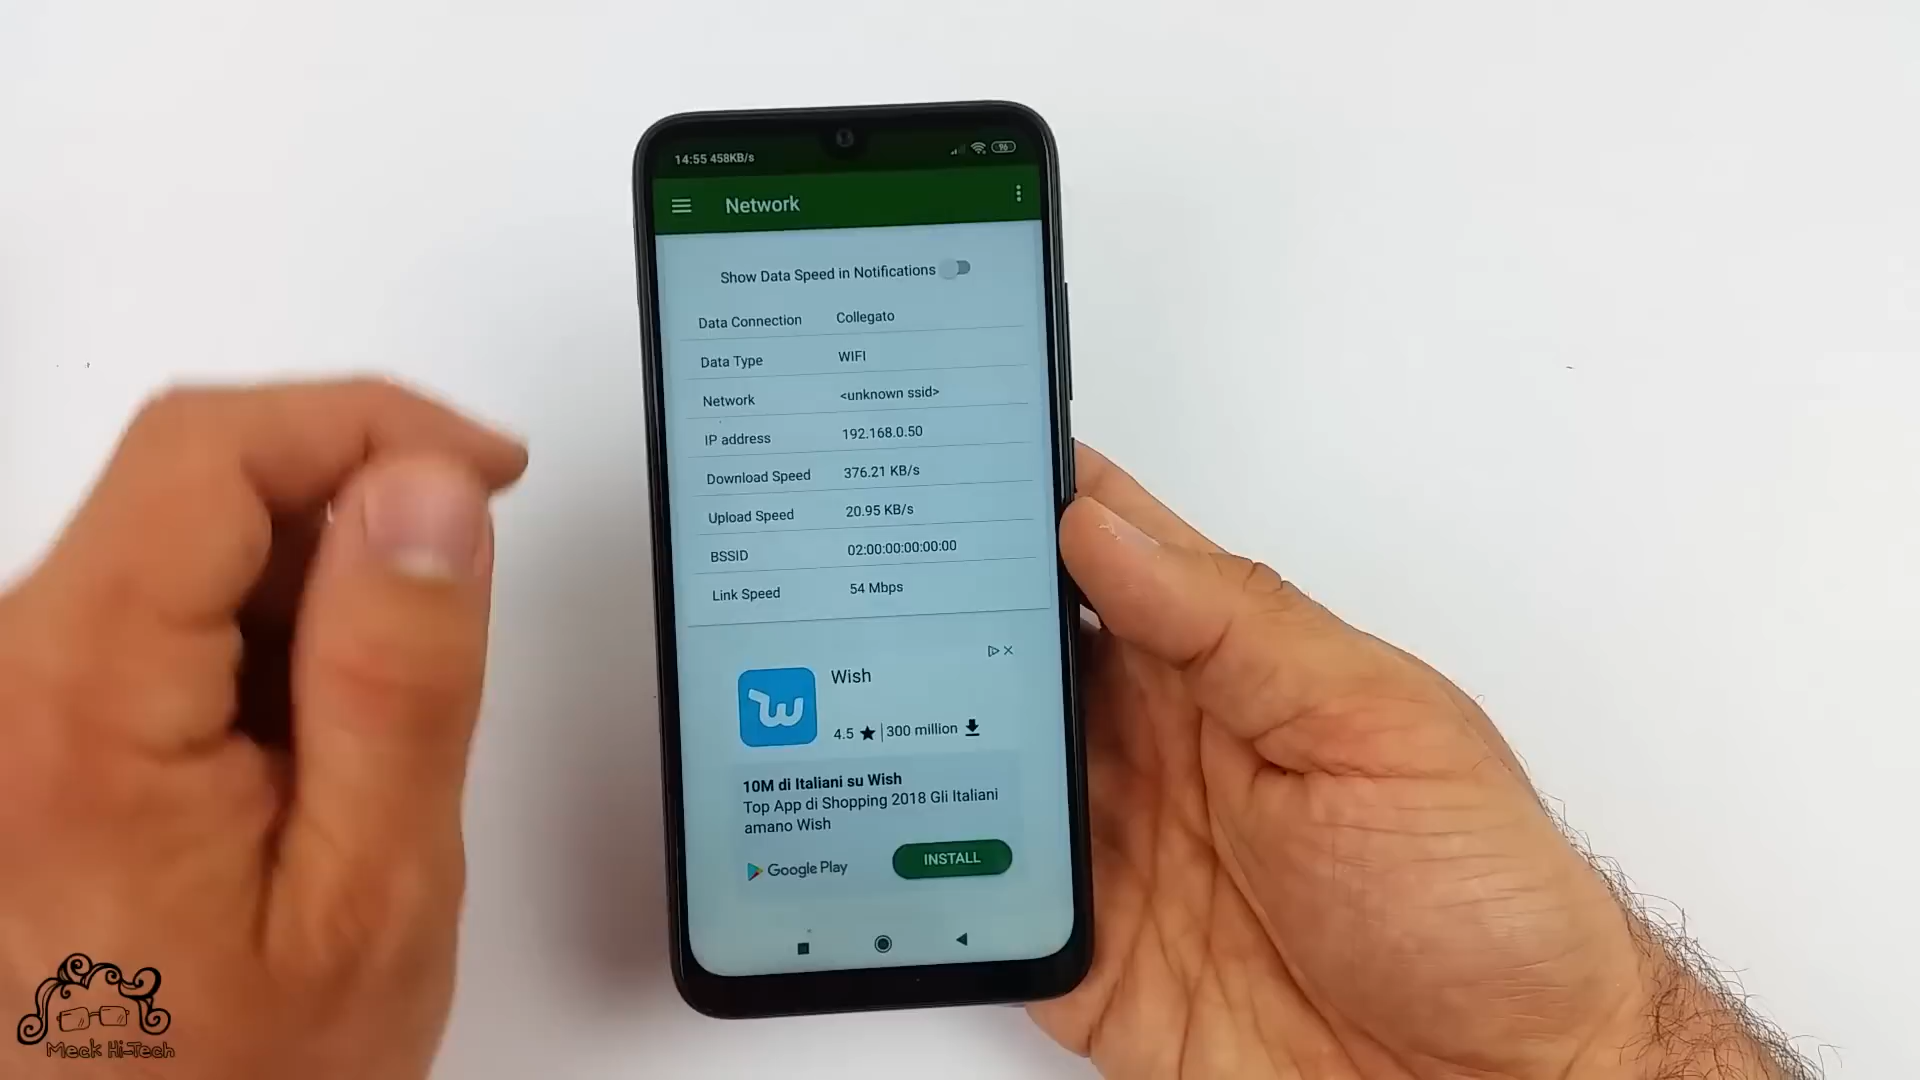 14:55 458KB/s
96
Network
Show Data Speed in Notifications
Data Connection Collegato
Data Type WIFI
Network <unknown ssid>
IP address 192.168.0.50
Download Speed 376.21 KB/s
Upload Speed 20.95 KB/s
BSSID 02:00:00:00:00:00
Link Speed 54 Mbps
Wish
4.5 ★ | 300 million
10M di Italiani su Wish
Top App di Shopping 2018 Gli Italiani
amano Wish
Google Play INSTALL
Meck Hi-Tech